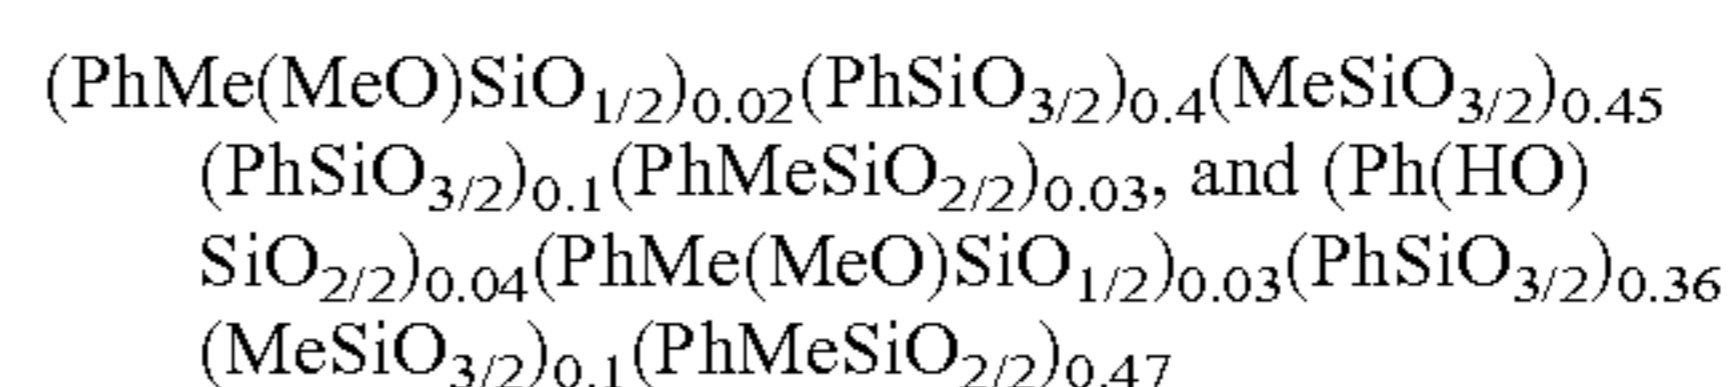 (PhMe(MeO)SiO₁/₂)₀.₀₂(PhSiO₃/₂)₀.₄(MeSiO₃/₂)₀.₄₅
(PhSiO₃/₂)₀.₁(PhMeSiO₂/₂)₀.₀₃, and (Ph(HO)
SiO₂/₂)₀.₀₄(PhMe(MeO)SiO₁/₂)₀.₀₃(PhSiO₃/₂)₀.₃₆
(MeSiO₃/₂)₀.₁(PhMeSiO₂/₂)₀.₄₇